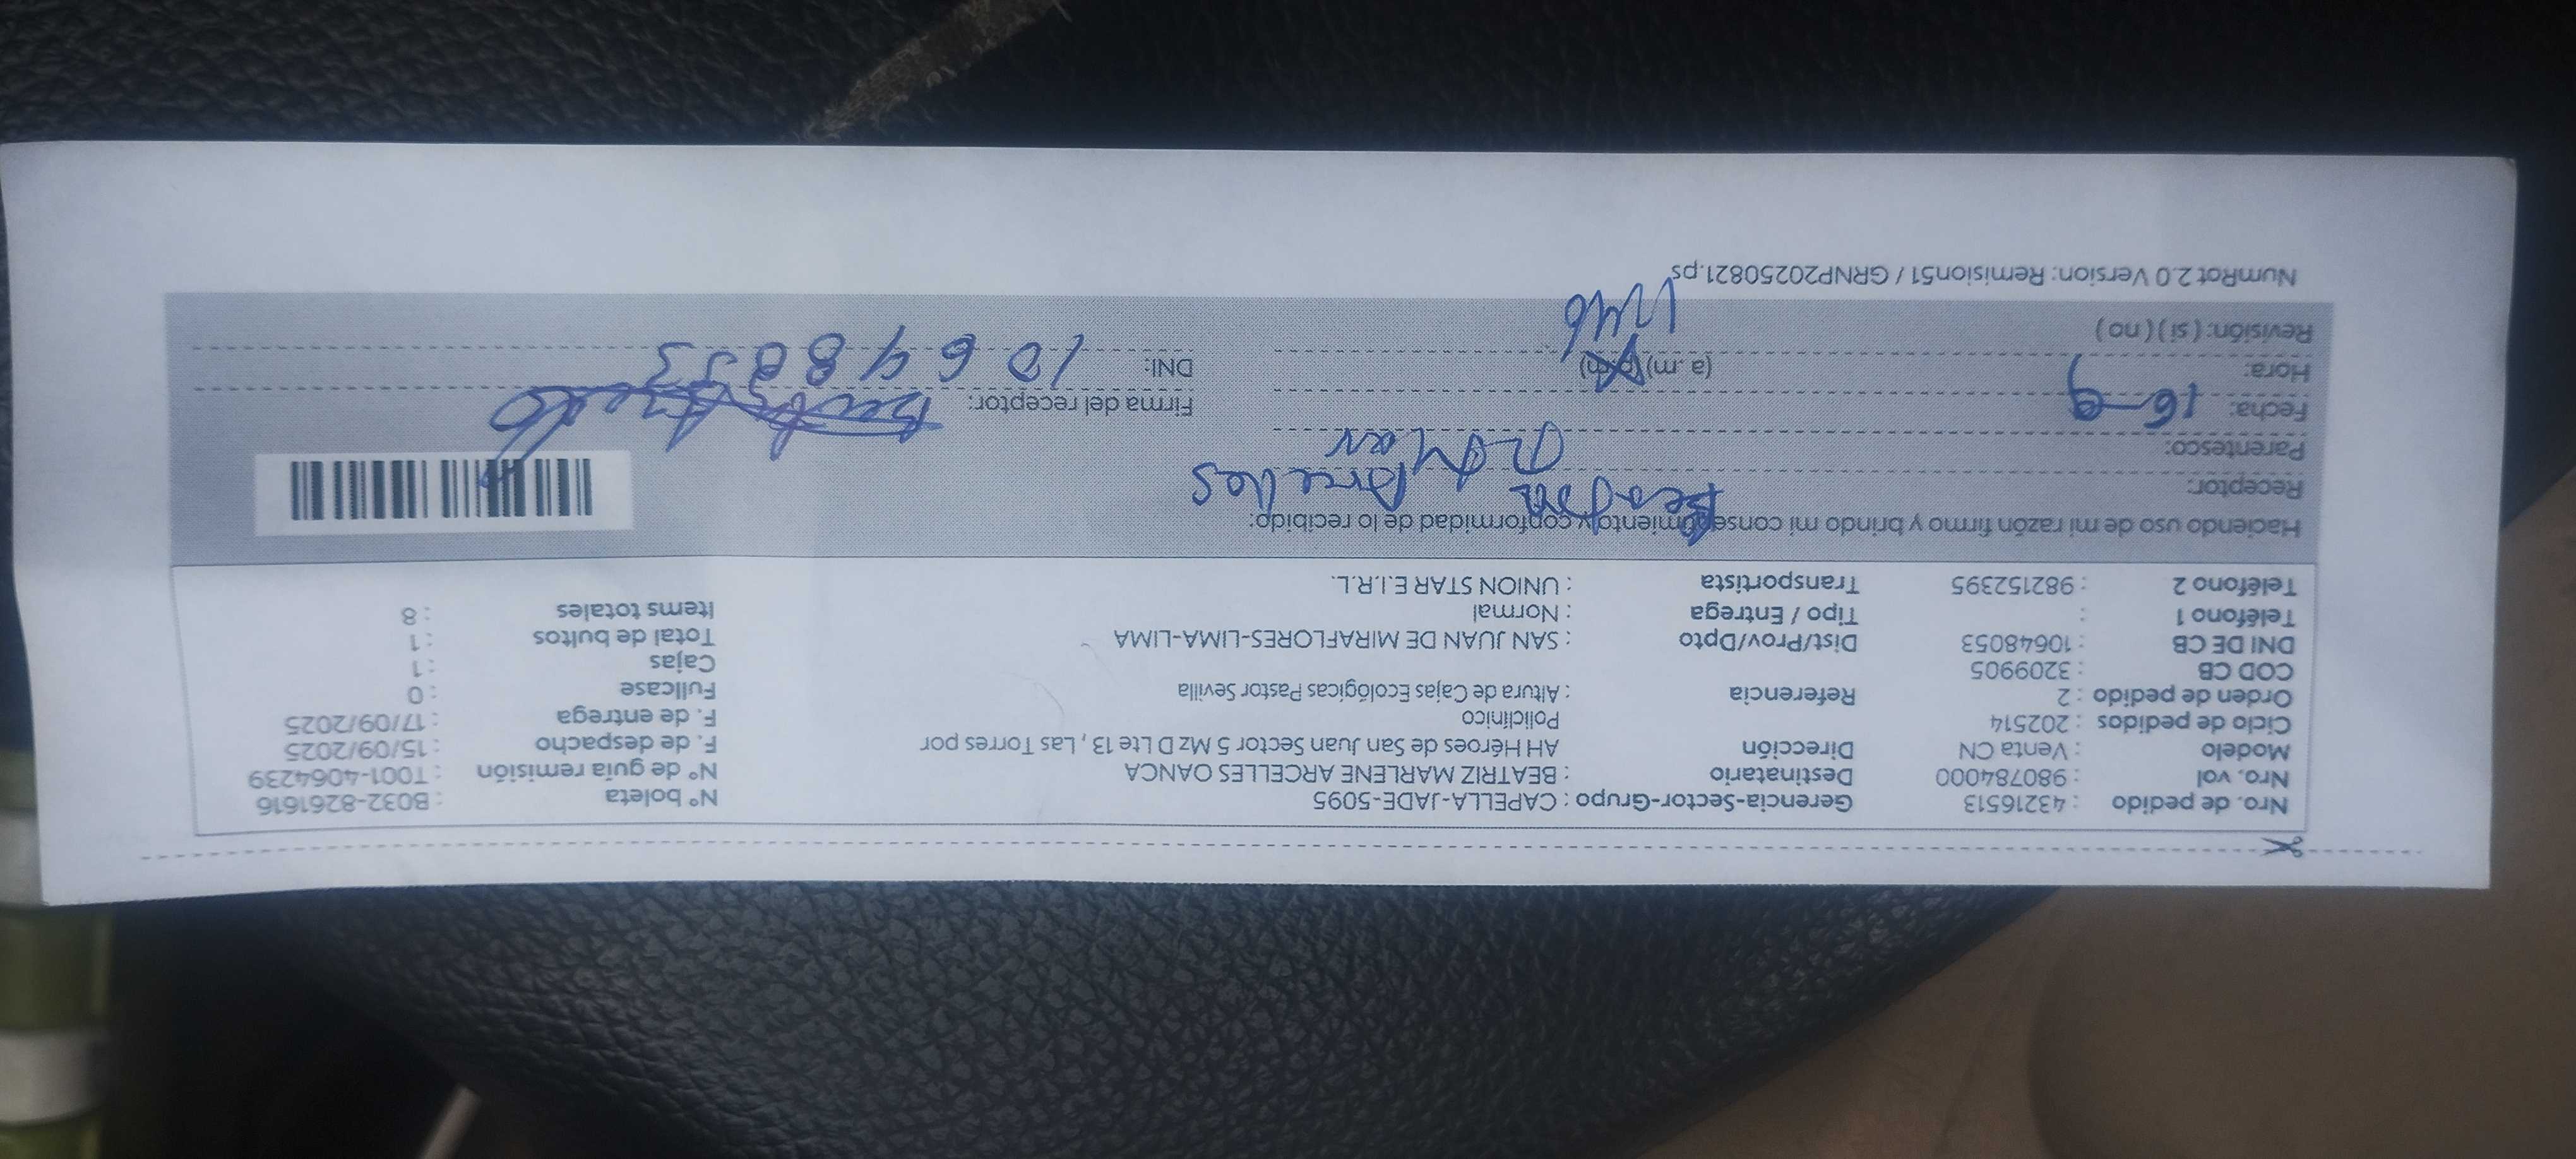 Nro. de pedido : 43216513 Gerencia-Sector-Grupo : CAPELLA-JADE-5095 N° boleta : B032-8261616
Nro. vol : 980784000 Destinatario : BEATRIZ MARLENE ARCELLES OANCA N° de guía remisión : T001-4064239
Modelo : Venta CN Dirección AH Héroes de San Juan Sector 5 Mz D Lte 13 , Las Torres por F. de despacho : 15/09/2025
Ciclo de pedidos : 202514 Policlínico F. de entrega : 17/09/2025
Orden de pedido : 2 Referencia : Altura de Cajas Ecológicas Pastor Sevilla Fullcase : 0
COD CB : 3209905 Cajas : 1
DNI DE CB : 10648053 Dist/Prov/Dpto : SAN JUAN DE MIRAFLORES-LIMA-LIMA Total de bultos : 1
Teléfono 1 : Tipo / Entrega : Normal Items totales : 8
Teléfono 2 : 982152395 Transportista : UNION STAR E.I.R.L.
Haciendo uso de mi razón firmo y brindo mi consentimiento y conformidad de lo recibido:
Receptor: Arcelles
Parentesco:
Fecha: 16-9 Firma del receptor:
Hora: (a.m) (p.m) DNI: 10648053
Revisión: ( si ) ( no )
NumRot 2.0 Version: Remision51 / GRNP20250821.ps